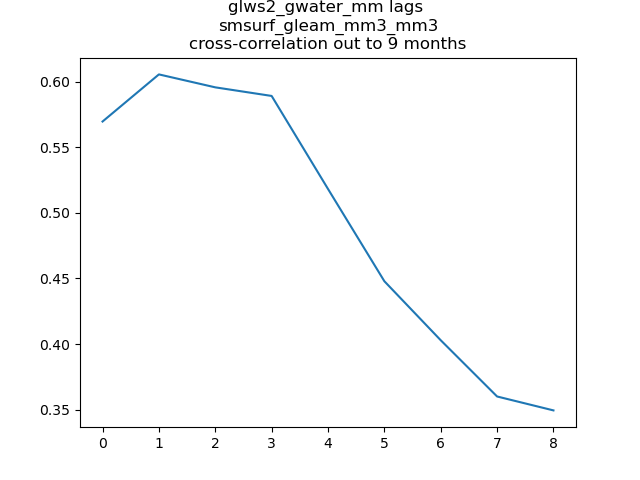 glws2_gwater_mm lags
smsurf_gleam_mm3_mm3
cross-correlation out to 9 months
0.60
0.55
0.50
0.45
0.40
0.35
0 1 2 3 4 5 6 7 8